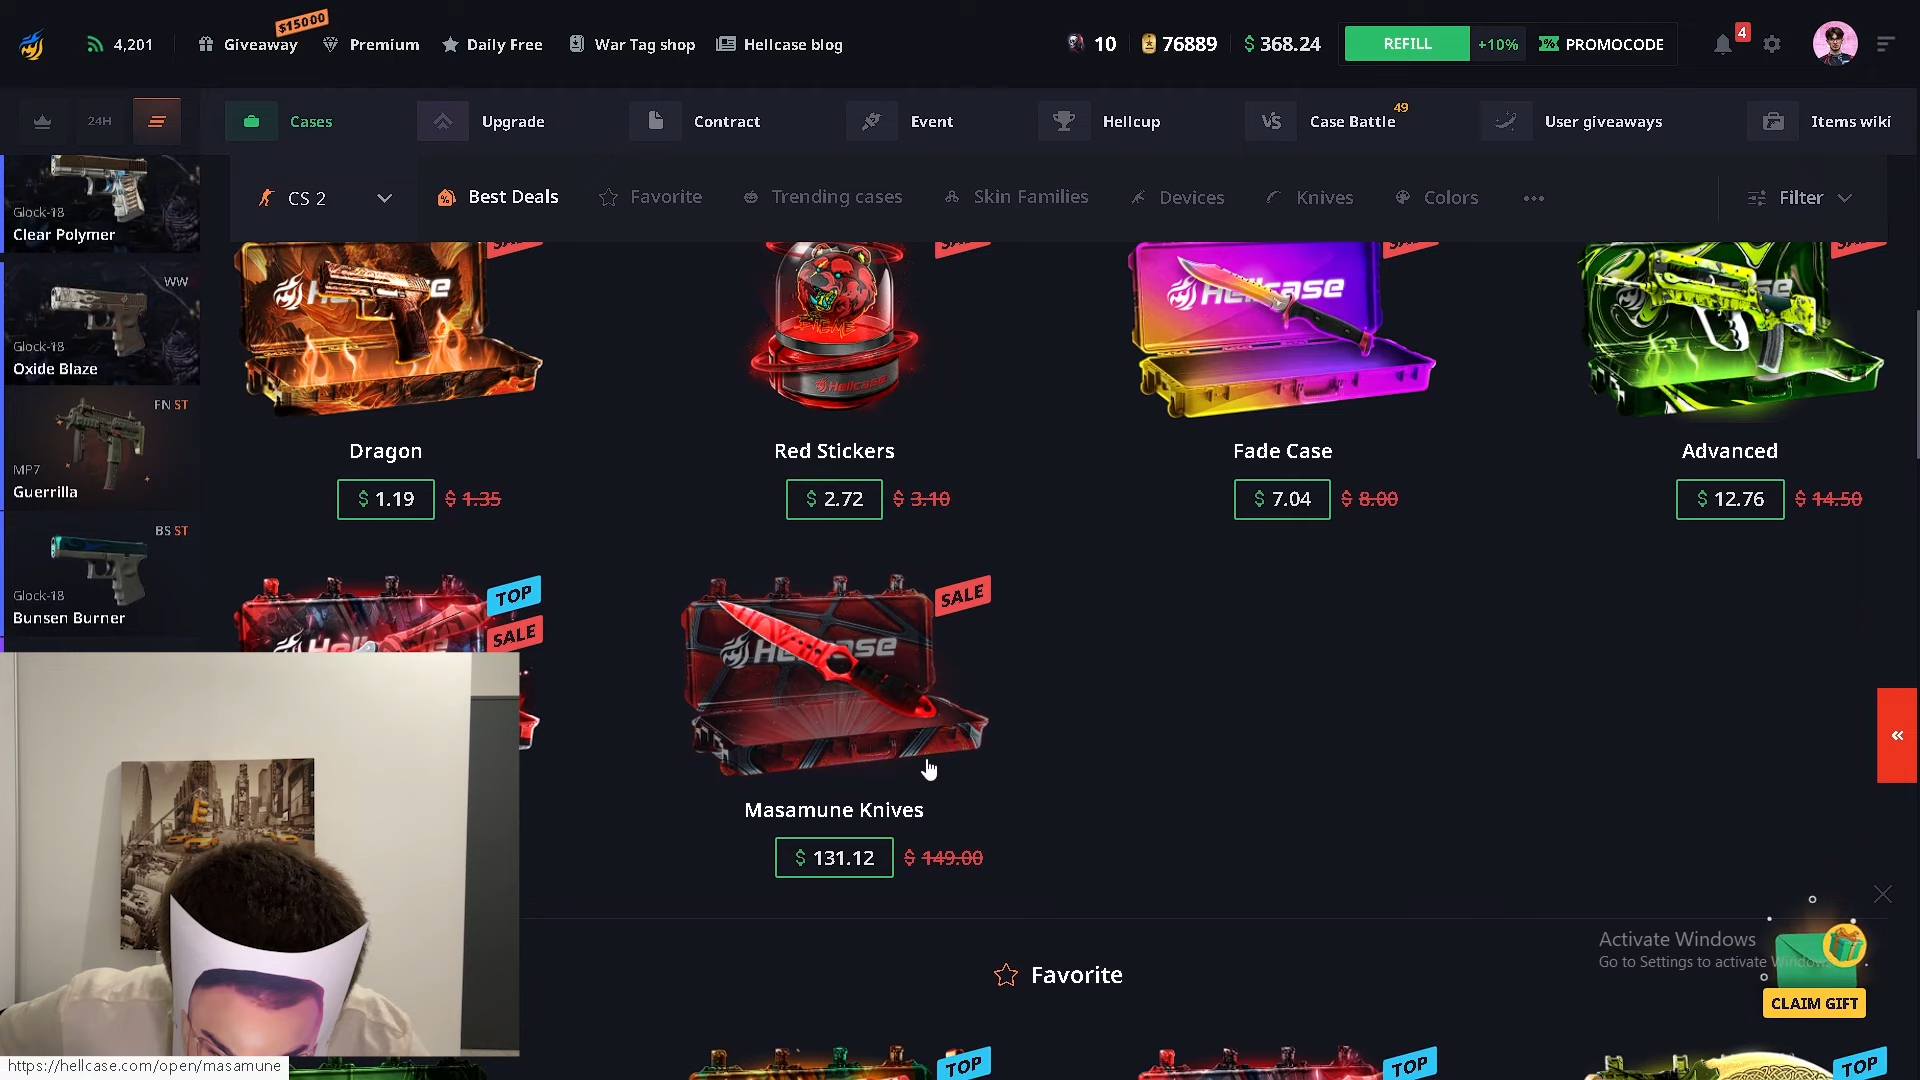 $15000
4,201
Giveaway
Premium
Daily Free
War Tag shop
Hellcase blog
10
76889
$ 368.24
REFILL
+10%
PROMOCODE
4
24H
Cases
Upgrade
Contract
Event
Hellcup
VS
Case Battle
49
User giveaways
Items wiki
CS 2
Best Deals
Favorite
Trending cases
Skin Families
Devices
Knives
Colors
Filter
Glock-18
Clear Polymer
WW
Glock-18
Oxide Blaze
FN ST
MP7
Guerrilla
BS ST
Glock-18
Bunsen Burner
Hellcase
Hellcase
Dragon
Red Stickers
Fade Case
Advanced
$ 1.19 $ 1.35
$ 2.72 $ 3.10
$ 7.04 $ 8.00
$ 12.76 $ 14.50
TOP
SALE
SALE
Masamune Knives
$ 131.12 $ 149.00
Favorite
Activate Windows
Go to Settings to activate Windows.
CLAIM GIFT
TOP
TOP
TOP
https://hellcase.com/open/masamune